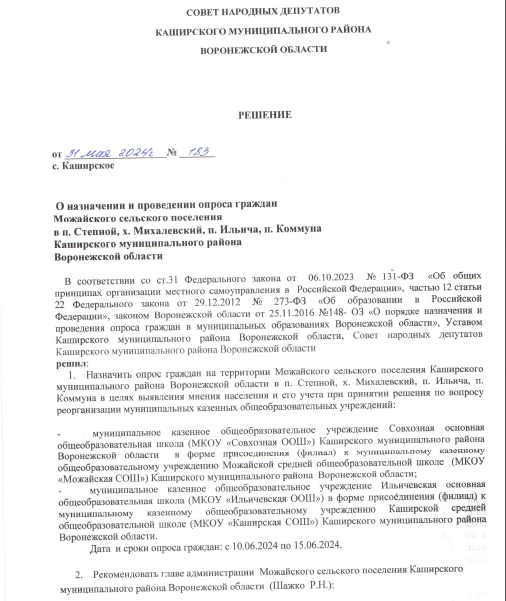 СОВЕТ НАРОДНЫХ ДЕПУТАТОВ
КАШИРСКОГО МУНИЦИПАЛЬНОГО РАЙОНА
ВОРОНЕЖСКОЙ ОБЛАСТИ
РЕШЕНИЕ
от 31 мая 2024г № 183
с. Каширское
О назначении и проведении опроса граждан
Можайского сельского поселения
в п. Степной, х. Михалевский, п. Ильича, п. Коммуна
Каширского муниципального района
Воронежской области
В соответствии со ст.31 Федерального закона от 06.10.2023 № 131-ФЗ «Об общих
принципах организации местного самоуправления в Российской Федерации», частью 12 статьи
22 Федерального закона от 29.12.2012 № 273-ФЗ «Об образовании в Российской
Федерации», законом Воронежской области от 25.11.2016 №148- ОЗ «О порядке назначения и
проведения опроса граждан в муниципальных образованиях Воронежской области», Уставом
Каширского муниципального района Воронежской области, Совет народных депутатов
Каширского муниципального района Воронежской области
решил:
1. Назначить опрос граждан на территории Можайского сельского поселения Каширского
муниципального района Воронежской области в п. Степной, х. Михалевский, п. Ильича, п.
Коммуна в целях выявления мнения населения и его учета при принятии решения по вопросу
реорганизации муниципальных казенных общеобразовательных учреждений:
- муниципальное казенное общеобразовательное учреждение Совхозная основная
общеобразовательная школа (МКОУ «Совхозная ООШ») Каширского муниципального района
Воронежской области в форме присоединения (филиал) к муниципальному казенному
общеобразовательному учреждению Можайской средней общеобразовательной школе (МКОУ
«Можайская СОШ») Каширского муниципального района Воронежской области;
- муниципальное казенное общеобразовательное учреждение Ильичевская основная
общеобразовательная школа (МКОУ «Ильичевская ООШ») в форме присоединения (филиал) к
муниципальному казенному общеобразовательному учреждению Каширской средней
общеобразовательной школе (МКОУ «Каширская СОШ») Каширского муниципального района
Воронежской области.
Дата и сроки опроса граждан: с 10.06.2024 по 15.06.2024.
2. Рекомендовать главе администрации Можайского сельского поселения Каширского
муниципального района Воронежской области (Шажко Р.Н.):